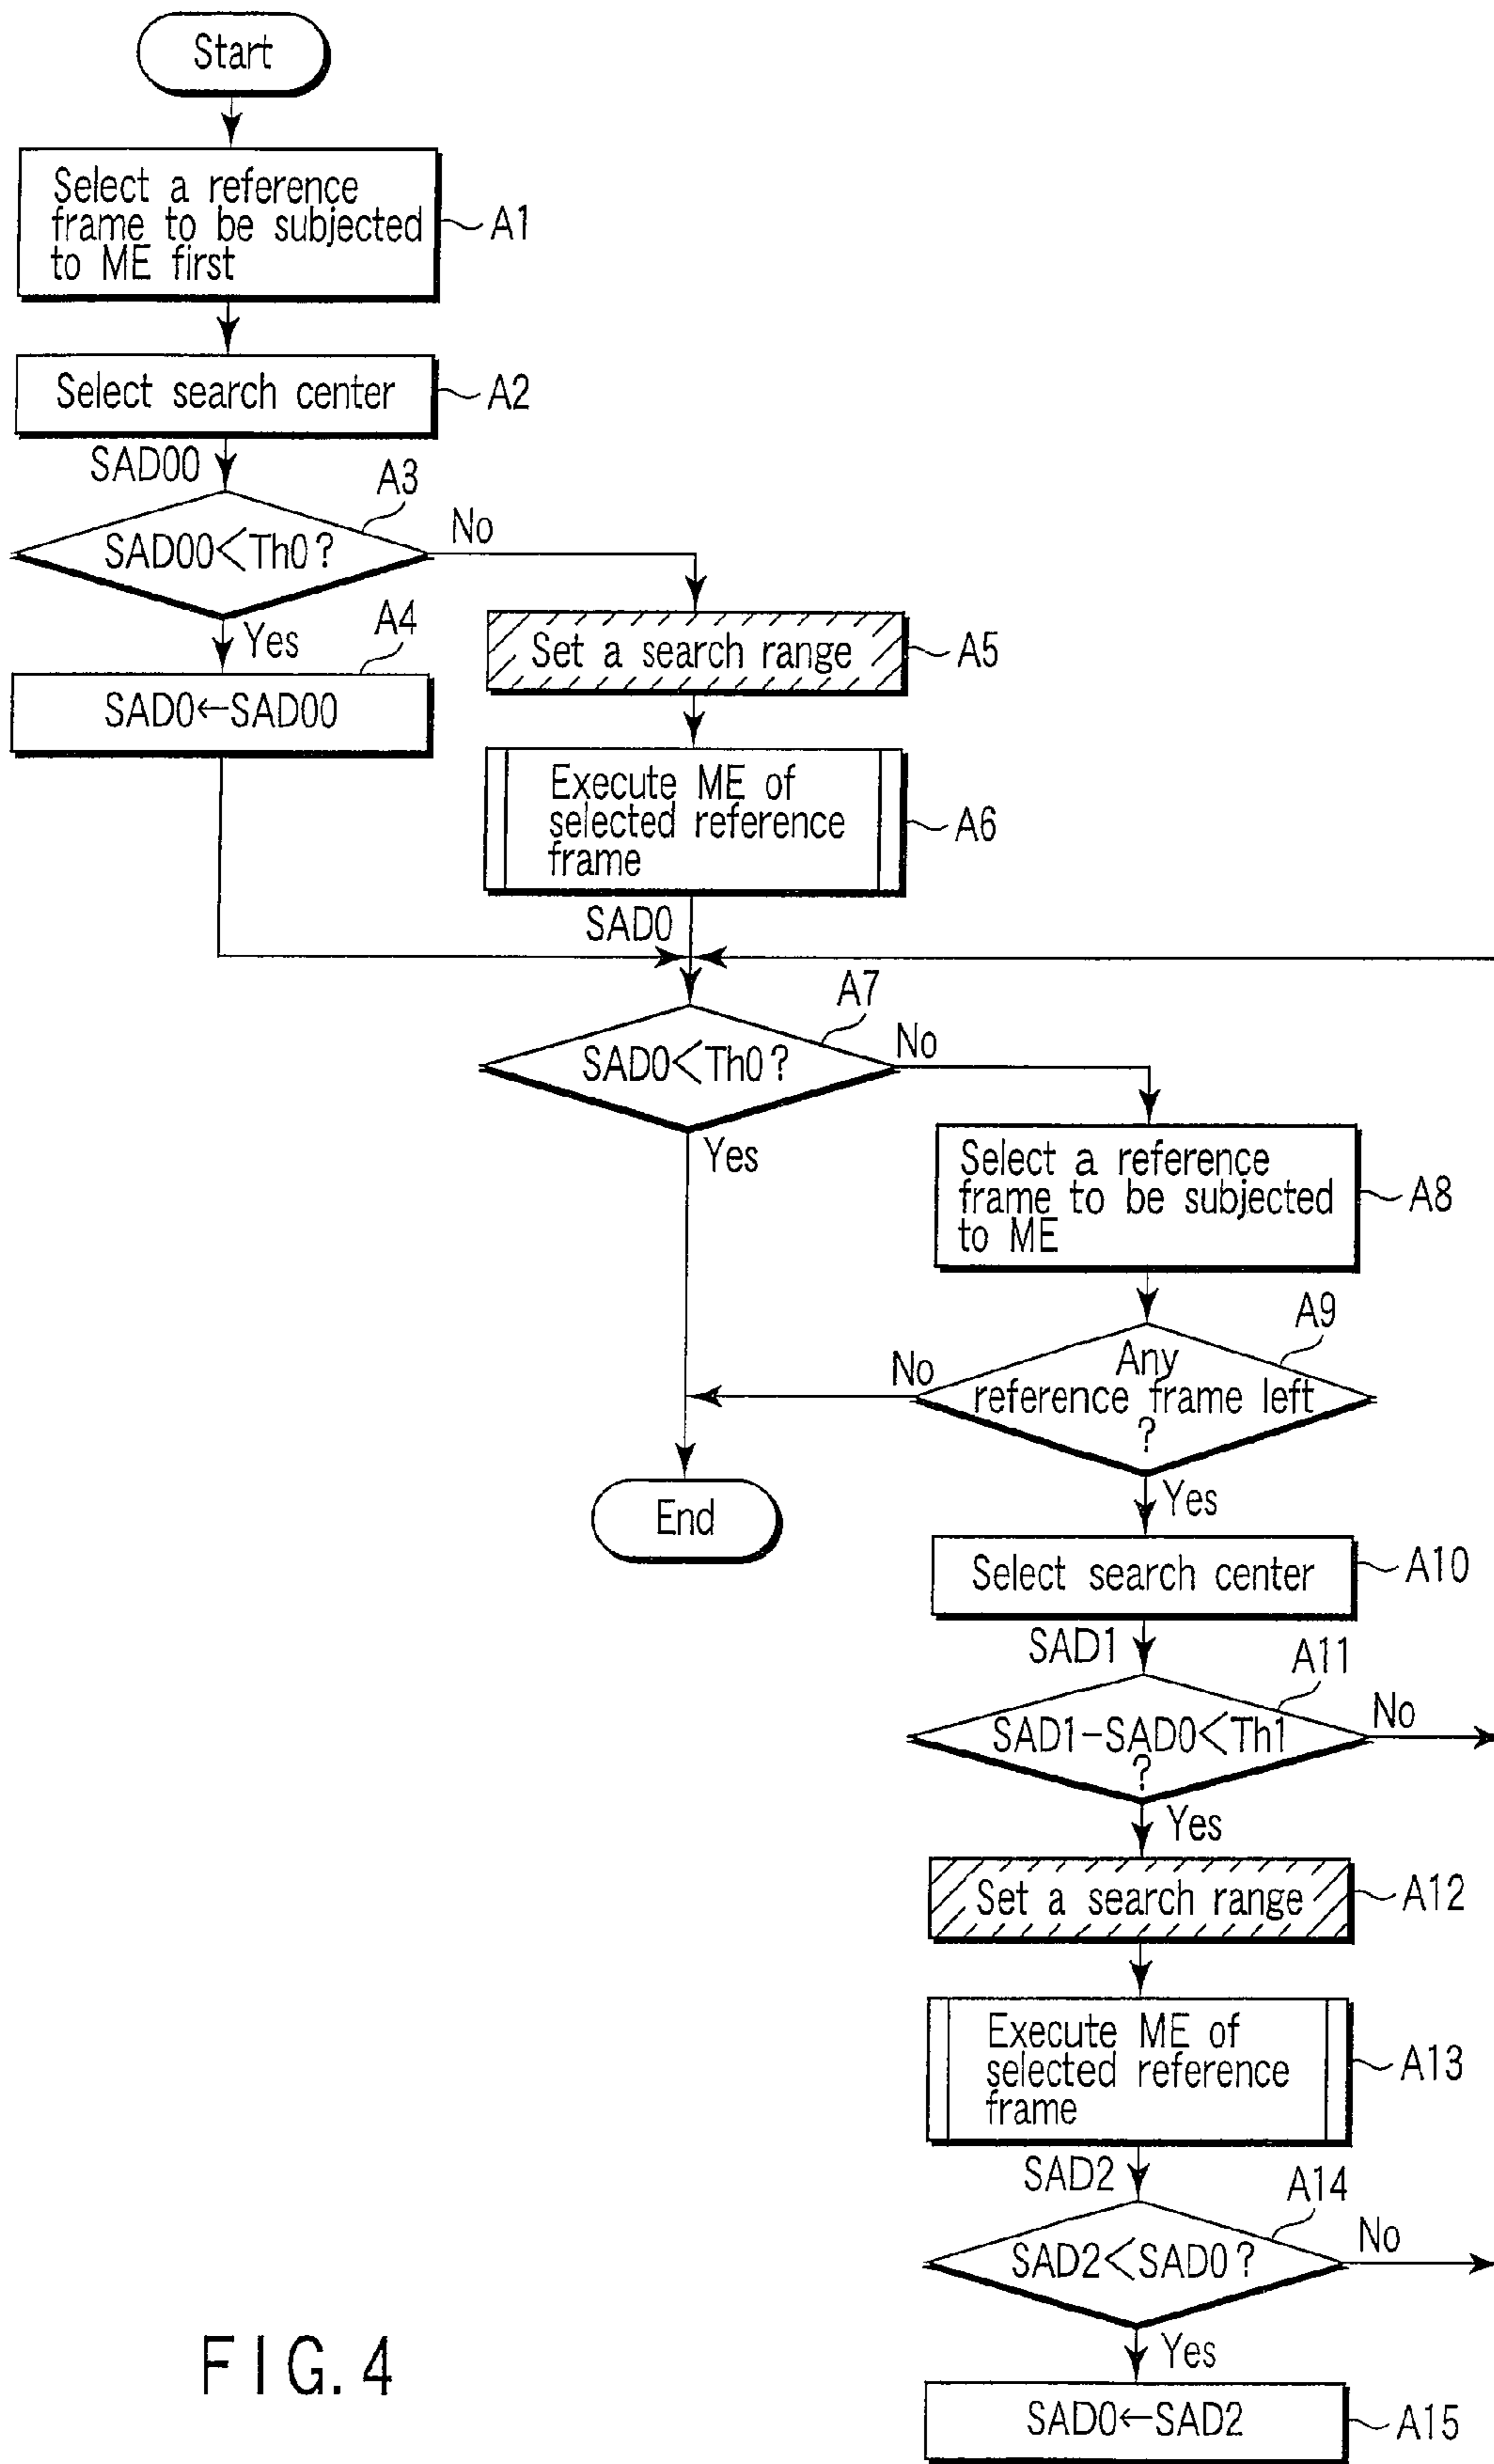 Start
Select a reference
frame to be subjected
to ME first
A1
Select search center
A2
SAD00
A3
SAD00<Th0?
No
Yes
A4
SAD0←SAD00
Set a search range
A5
Execute ME of
selected reference
frame
A6
SAD0
A7
SAD0<Th0?
No
Yes
Select a reference
frame to be subjected
to ME
A8
A9
Any
reference frame left
?
No
Yes
End
Select search center
A10
SAD1
A11
SAD1-SAD0<Th1
?
No
Yes
Set a search range
A12
Execute ME of
selected reference
frame
A13
SAD2
A14
SAD2<SAD0?
No
Yes
SAD0←SAD2
A15
FIG. 4